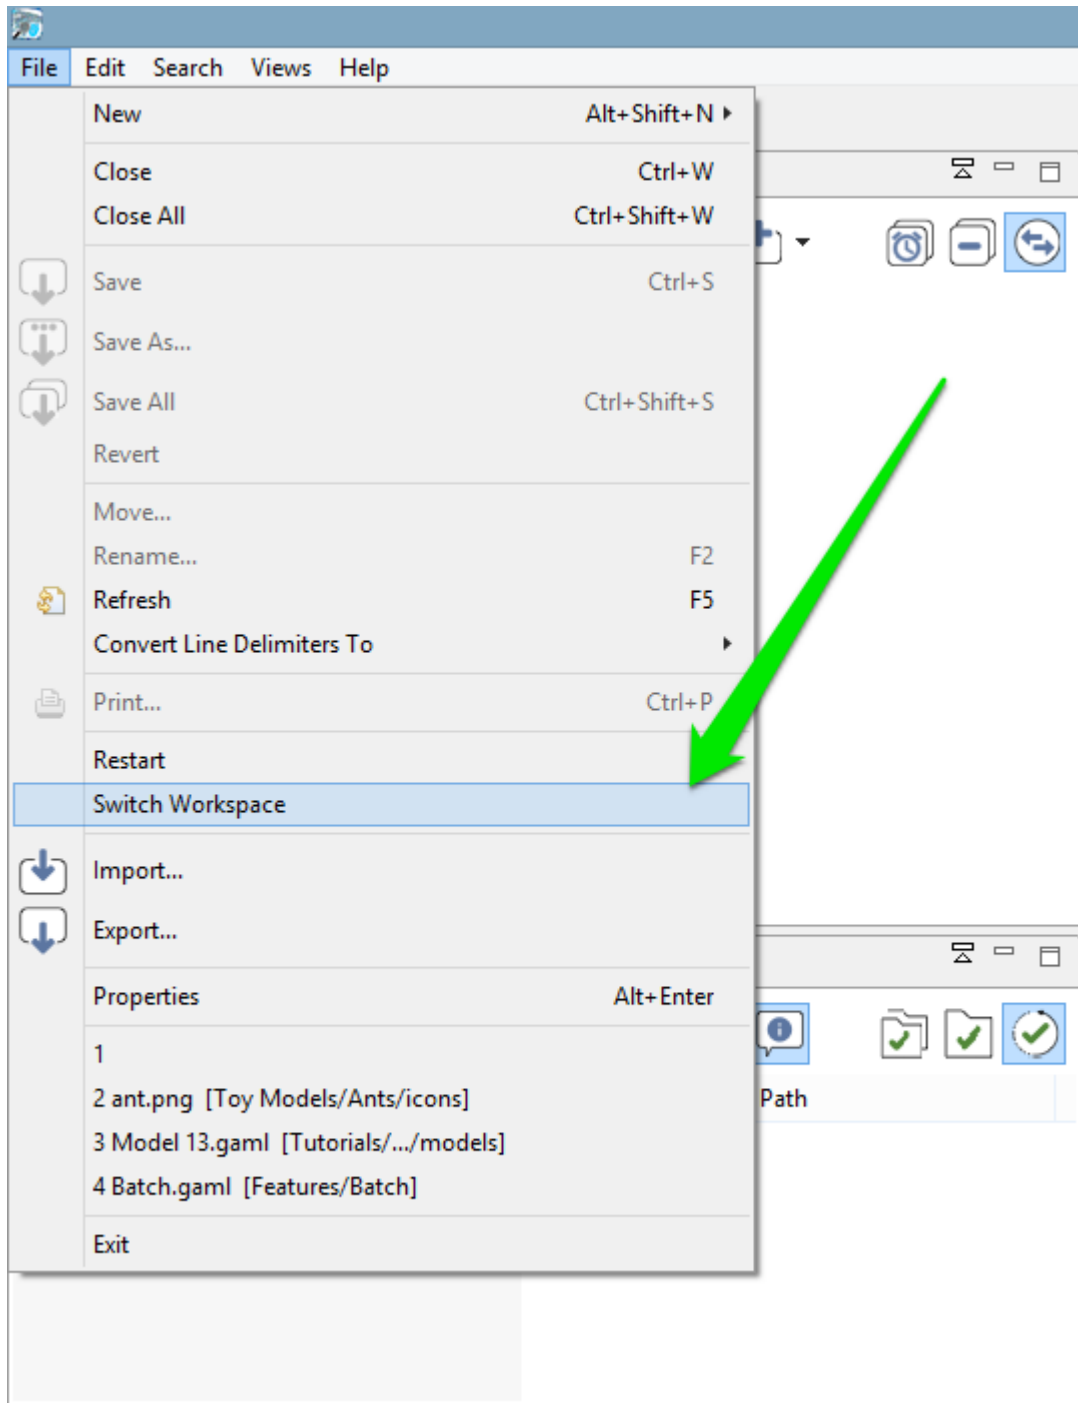 File Edit Search Views Help
New Alt+Shift+N
Close Ctrl+W
Close All Ctrl+Shift+W
Save Ctrl+S
Save As...
Save All Ctrl+Shift+S
Revert
Move...
Rename... F2
Refresh F5
Convert Line Delimiters To
Print... Ctrl+P
Restart
Switch Workspace
Import...
Export...
Properties Alt+Enter
1
2 ant.png [Toy Models/Ants/icons]
Path
3 Model 13.gaml [Tutorials/.../models]
4 Batch.gaml [Features/Batch]
Exit